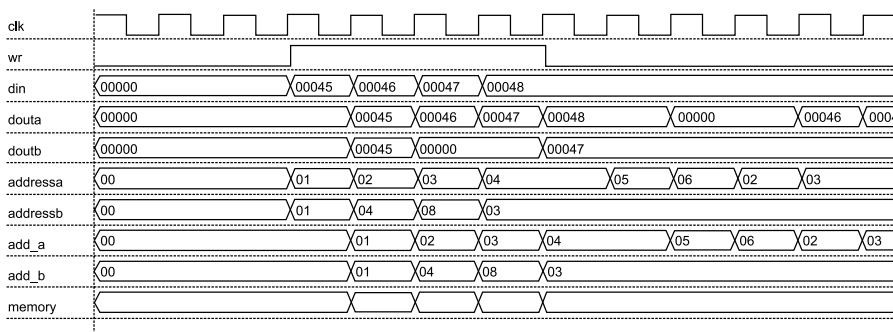 clk
wr
din 00000 00045 00046 00047 00048
douta 00000 00045 00046 00047 00048 00000 00046
doutb 00000 00045 00000 00047
addressa 00 01 02 03 04 05 06 02 03
addressb 00 01 04 08 03
add_a 00 01 02 03 04 05 06 02 03
add_b 00 01 04 08 03
memory